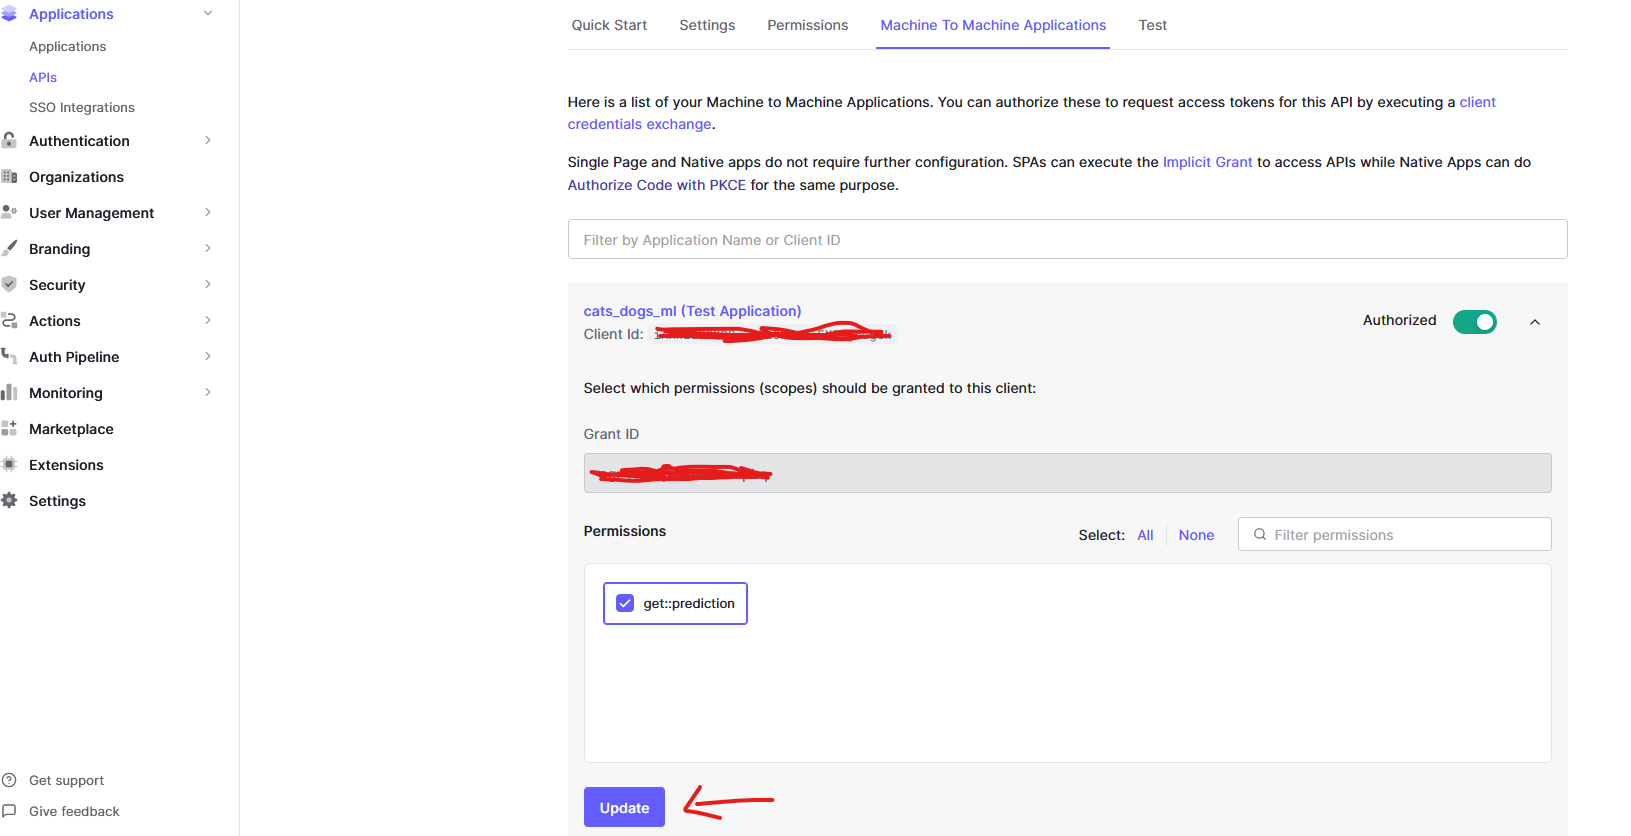 Applications
Applications
APIs
SSO Integrations
Authentication
Organizations
User Management
Branding
Security
Actions
Auth Pipeline
Monitoring
Marketplace
Extensions
Settings
Get support
Give feedback
Quick Start Settings Permissions Machine To Machine Applications Test
Here is a list of your Machine to Machine Applications. You can authorize these to request access tokens for this API by executing a client
credentials exchange.
Single Page and Native apps do not require further configuration. SPAs can execute the Implicit Grant to access APIs while Native Apps can do
Authorize Code with PKCE for the same purpose.
Filter by Application Name or Client ID
cats_dogs_ml (Test Application)
Client Id:
Authorized
Select which permissions (scopes) should be granted to this client:
Grant ID
Permissions
Select: All None Filter permissions
get::prediction
Update